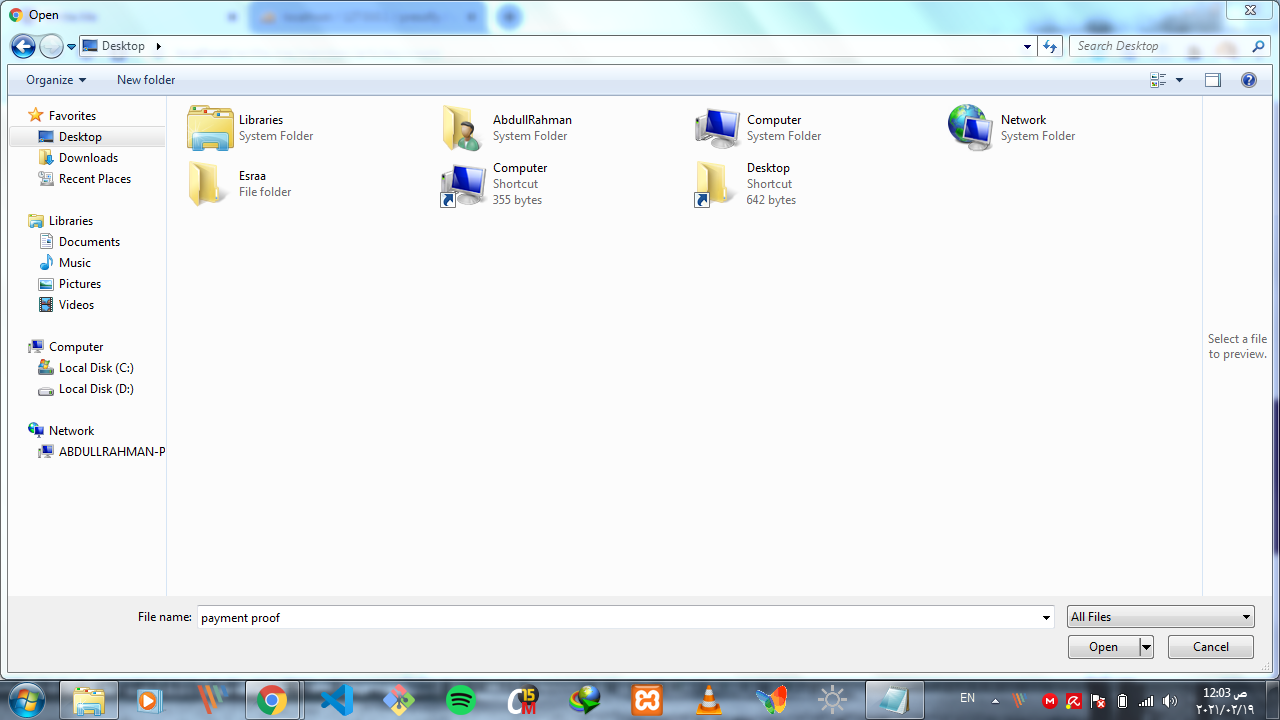 Open
Desktop
Search Desktop
Organize
New folder
Favorites
Desktop
Downloads
Recent Places
Libraries
Documents
Music
Pictures
Videos
Computer
Local Disk (C:)
Local Disk (D:)
Network
ABDULLRAHMAN-P
Libraries
System Folder
AbdullRahman
System Folder
Computer
System Folder
Network
System Folder
Esraa
File folder
Computer
Shortcut
355 bytes
Desktop
Shortcut
642 bytes
Select a file
to preview.
File name:
payment proof
All Files
Open
Cancel
EN
12:03 ص
٢٠٢١/٠٢/١٩